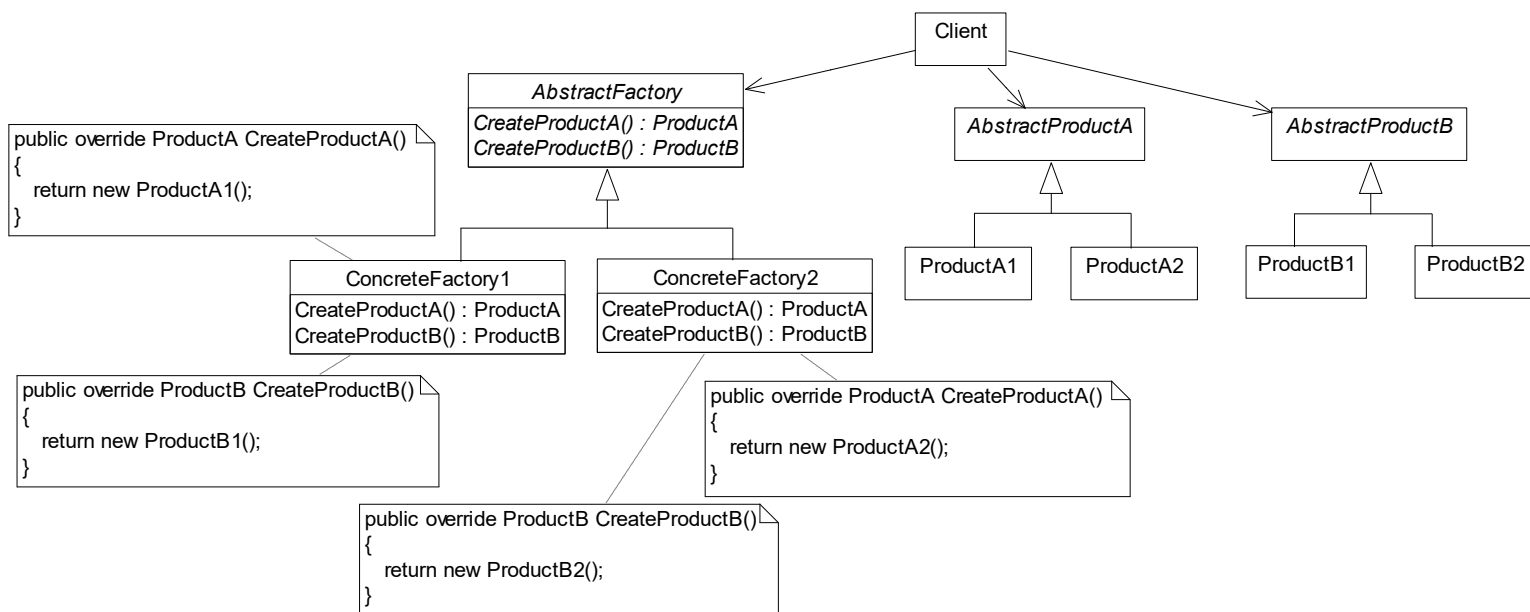 Client
AbstractFactory
CreateProductA() : ProductA
CreateProductB() : ProductB
AbstractProductA
AbstractProductB
public override ProductA CreateProductA()
{
return new ProductA1();
}
ConcreteFactory1
CreateProductA() : ProductA
CreateProductB() : ProductB
ConcreteFactory2
CreateProductA() : ProductA
CreateProductB() : ProductB
ProductA1
ProductA2
ProductB1
ProductB2
public override ProductB CreateProductB()
{
return new ProductB1();
}
public override ProductA CreateProductA()
{
return new ProductA2();
}
public override ProductB CreateProductB()
{
return new ProductB2();
}